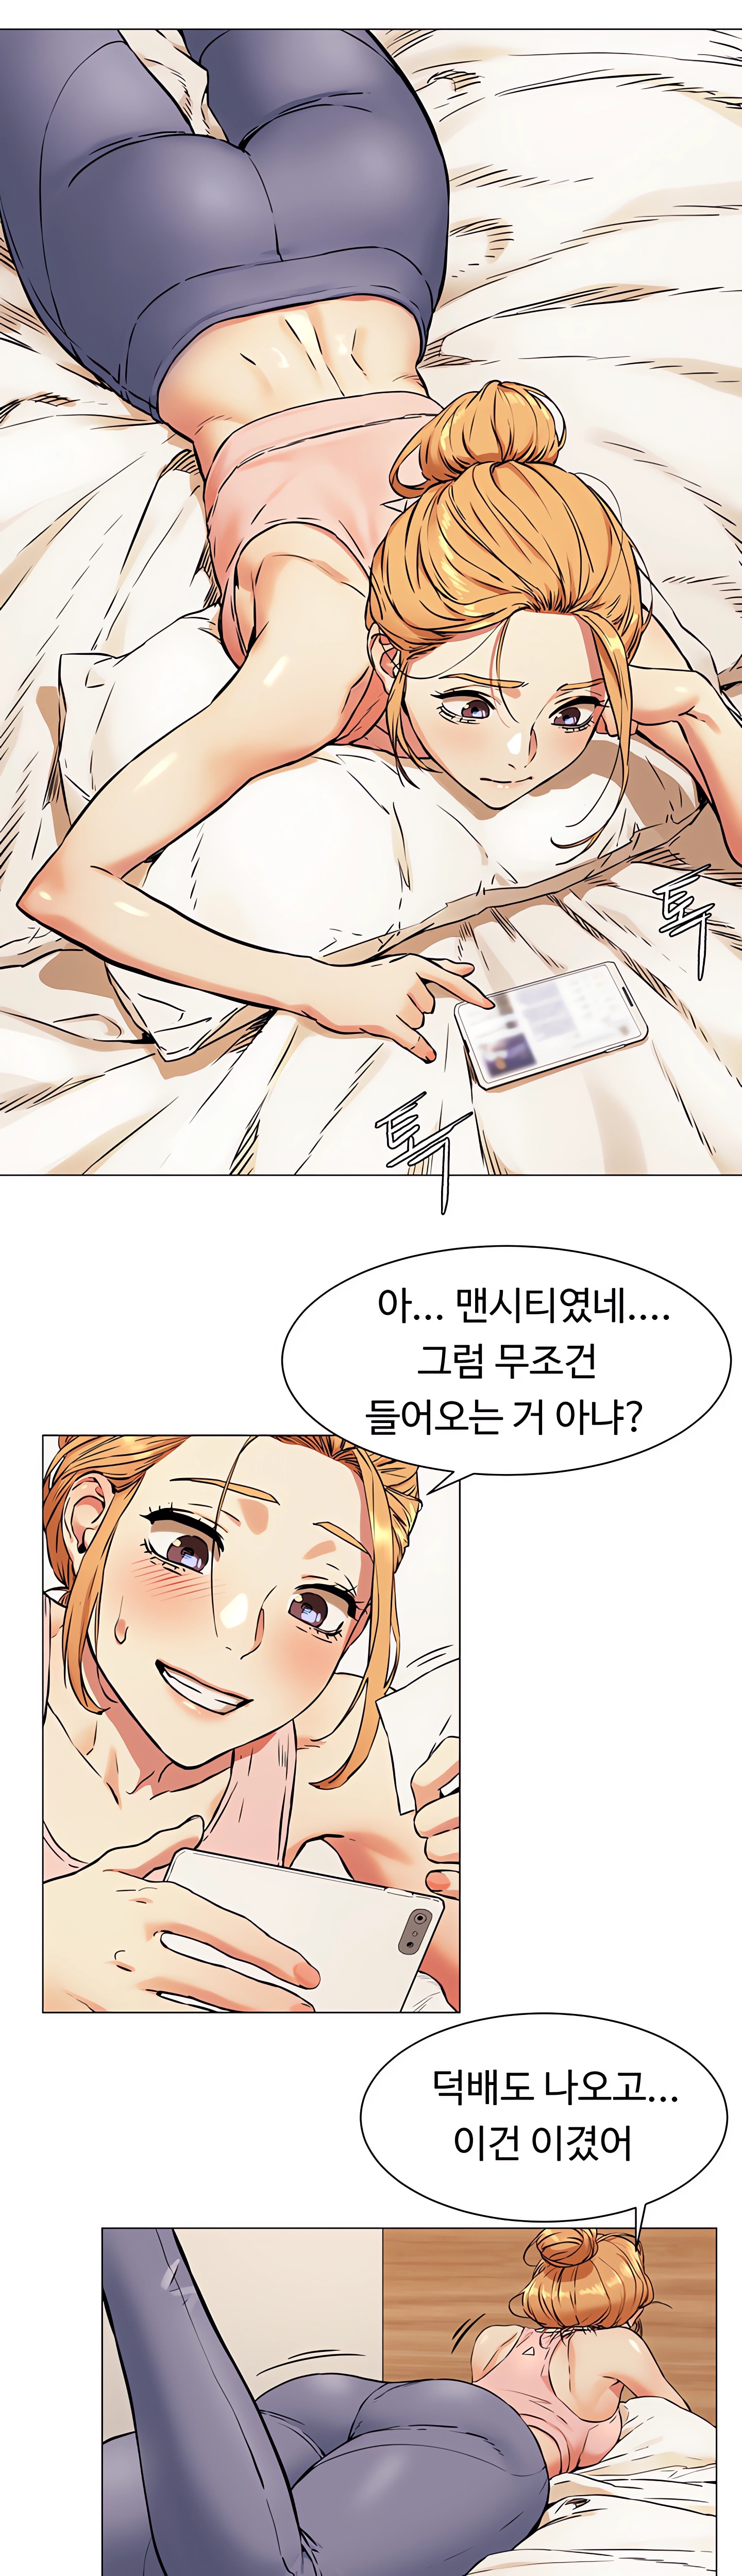 톡
톡
아... 맨시티였네....
그럼 무조건
들어오는 거 아냐?
덕배도 나오고...
이건 이겼어